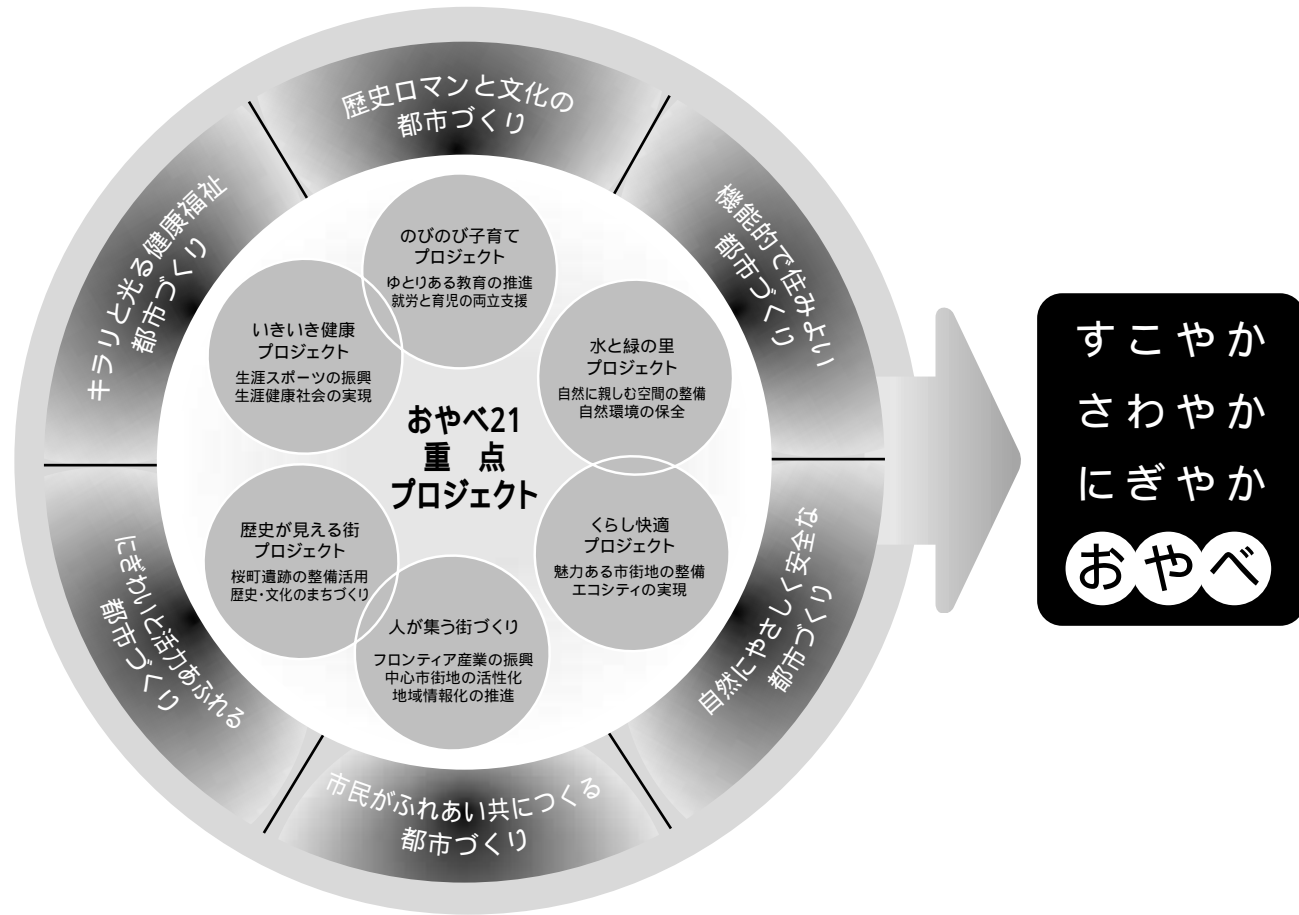 歴史ロマンと文化の
都市づくり
機能的で住みよい
都市づくり
自然にやさしく安全な
都市づくり
市民がふれあい共につくる
都市づくり
にぎわいと活力あふれる
都市づくり
キラリと光る健康福祉
都市づくり
のびのび子育て
プロジェクト
ゆとりある教育の推進
就労と育児の両立支援
水と緑の里
プロジェクト
自然に親しむ空間の整備
自然環境の保全
くらし快適
プロジェクト
魅力ある市街地の整備
エコシティの実現
人が集う街づくり
フロンティア産業の振興
中心市街地の活性化
地域情報化の推進
歴史が見える街
プロジェクト
桜町遺跡の整備活用
歴史・文化のまちづくり
いきいき健康
プロジェクト
生涯スポーツの振興
生涯健康社会の実現
おやべ21
重 点
プロジェクト
すこやか
さわやか
にぎやか
おやべ